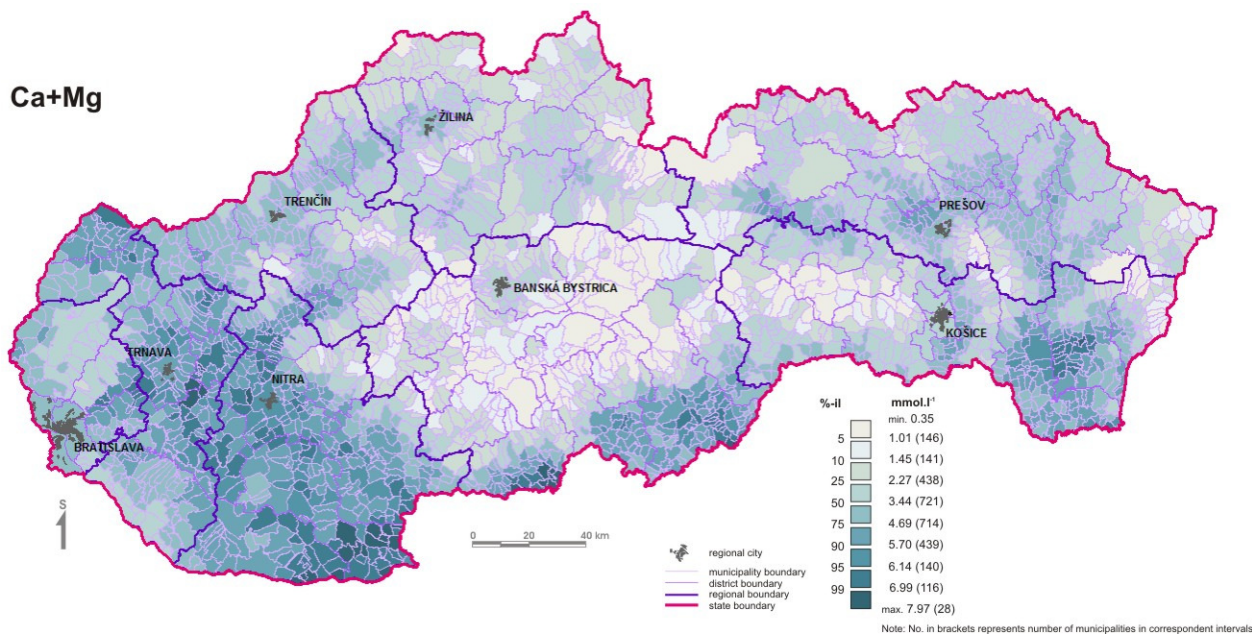 Ca+Mg
ŽILINA
TRENČÍN
PREŠOV
BANSKÁ BYSTRICA
KOŠICE
TRNAVA
NITRA
BRATISLAVA
S
0 20 40 km
regional city
municipality boundary
district boundary
regional boundary
state boundary
%-il mmol.l-1
min. 0.35
5 1.01 (146)
10 1.45 (141)
25 2.27 (438)
50 3.44 (721)
75 4.69 (714)
90 5.70 (439)
95 6.14 (140)
99 6.99 (116)
max. 7.97 (28)
Note: No. in brackets represents number of municipalities in correspondent intervals